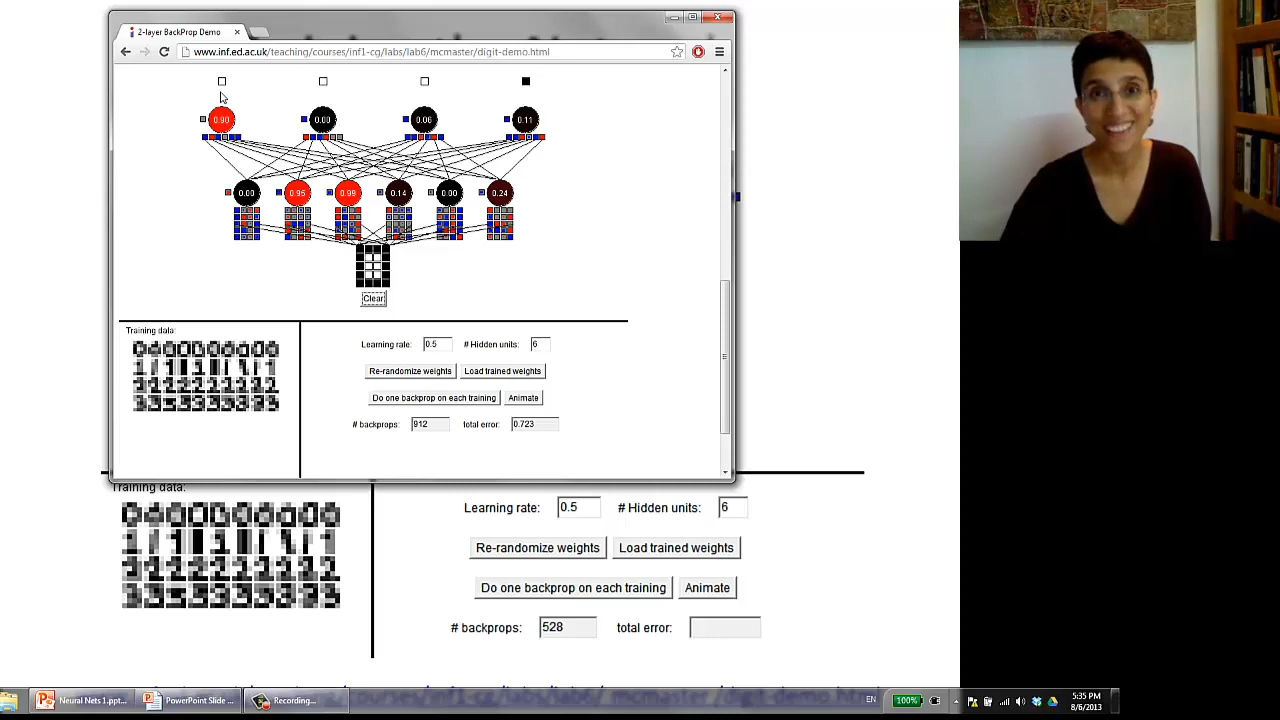 2-layer BackProp Demo
www.inf.ed.ac.uk/teaching/courses/inf1-cg/labs/lab6/mcmaster/digit-demo.html
0.90 0.00 0.06 0.11
0.00 0.95 0.99 0.14 0.00 0.24
Clear
Training data:
Learning rate: 0.5 # Hidden units: 6
Re-randomize weights Load trained weights
Do one backprop on each training Animate
# backprops: 912 total error: 0.723
Training data:
Learning rate: 0.5 # Hidden units: 6
Re-randomize weights Load trained weights
Do one backprop on each training Animate
# backprops: 528 total error:
Neural Nets 1.ppt... PowerPoint Slide ... Recording... EN 100% 5:35 PM
8/6/2013